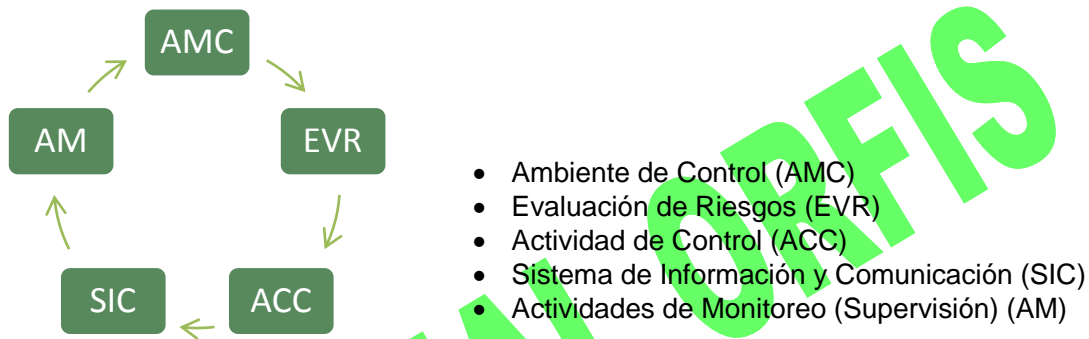 AMC
AM
EVR
SIC
ACC
• Ambiente de Control (AMC)
• Evaluación de Riesgos (EVR)
• Actividad de Control (ACC)
• Sistema de Información y Comunicación (SIC)
• Actividades de Monitoreo (Supervisión) (AM)
ORFIS